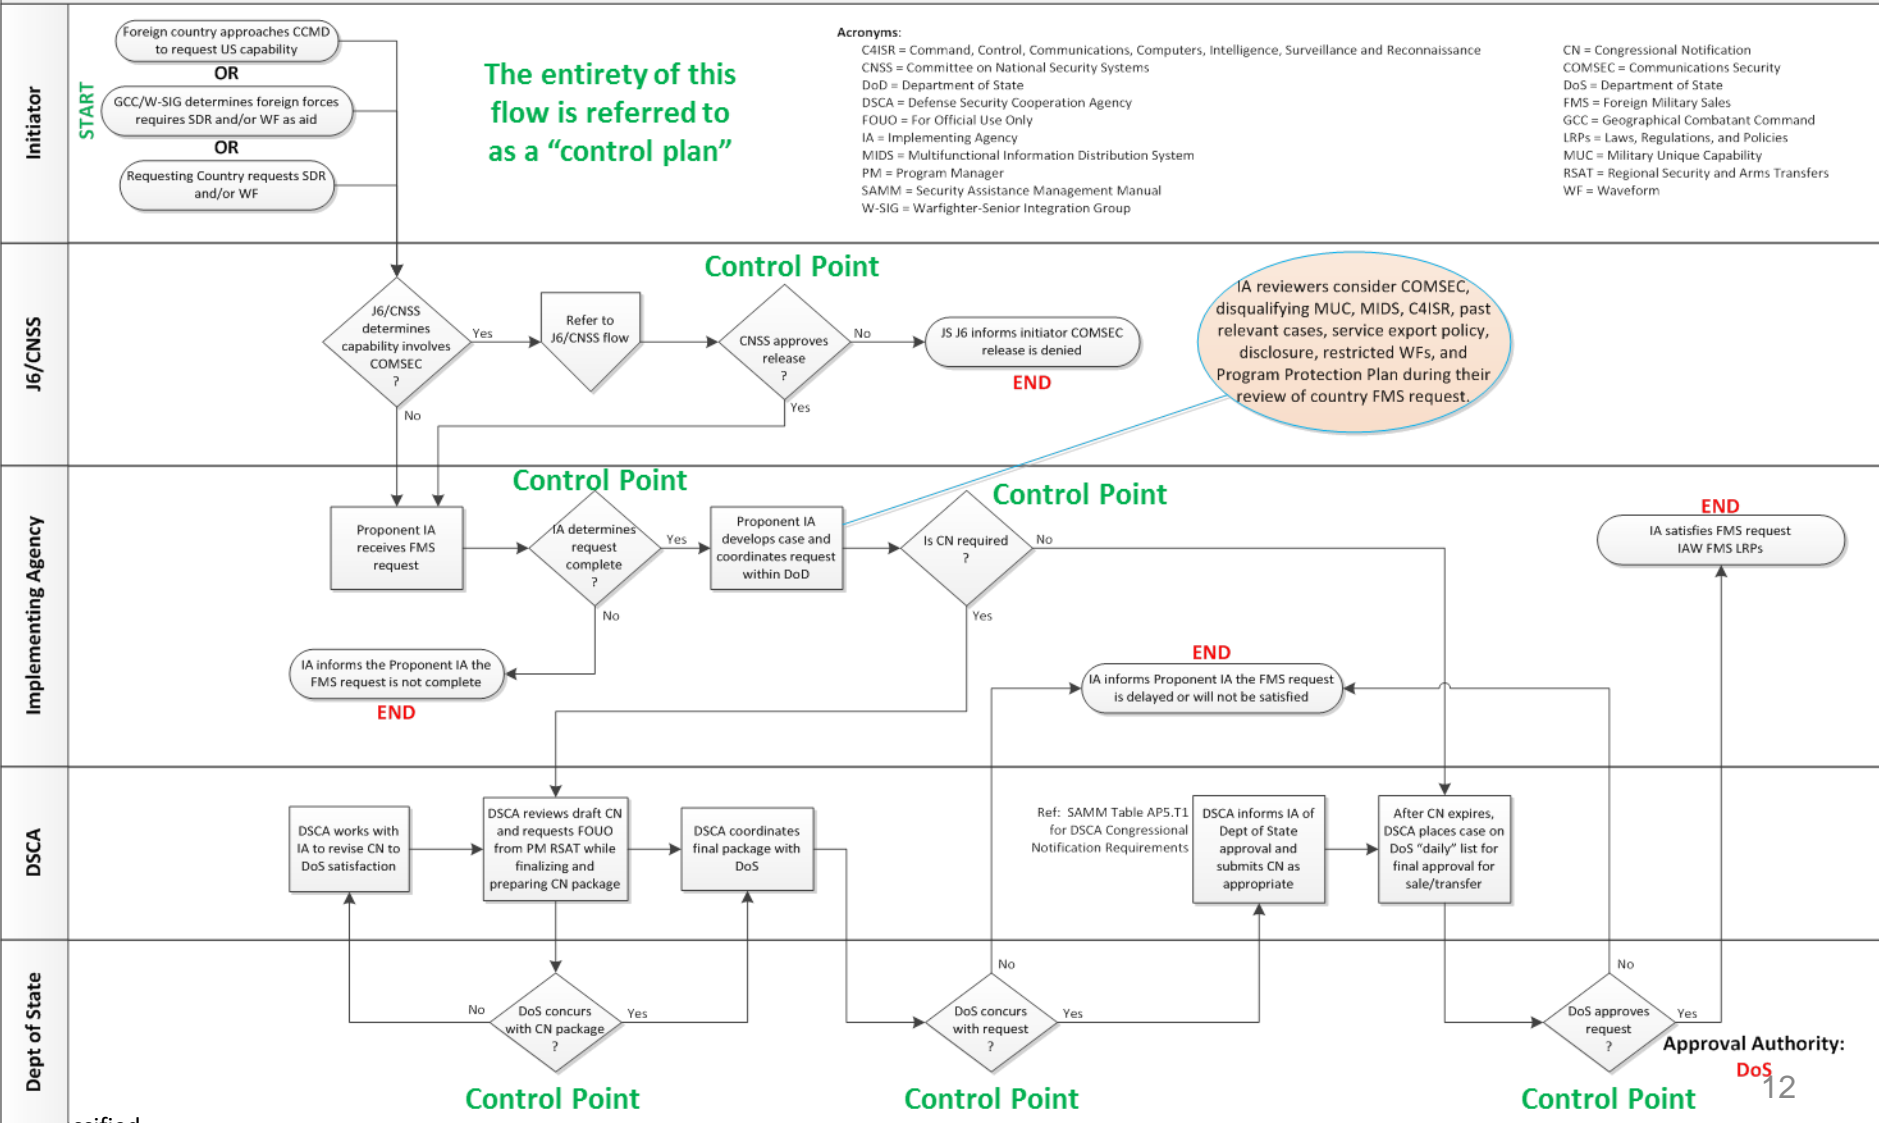 Initiator
START
Foreign country approaches CCMD
to request US capability
OR
GCC/W-SIG determines foreign forces
requires SDR and/or WF as aid
OR
Requesting Country requests SDR
and/or WF
The entirety of this
flow is referred to
as a “control plan”
Acronyms:
C4ISR = Command, Control, Communications, Computers, Intelligence, Surveillance and Reconnaissance
CNSS = Committee on National Security Systems
DoD = Department of State
DSCA = Defense Security Cooperation Agency
FOUO = For Official Use Only
IA = Implementing Agency
MIDS = Multifunctional Information Distribution System
PM = Program Manager
SAMM = Security Assistance Management Manual
W-SIG = Warfighter-Senior Integration Group
CN = Congressional Notification
COMSEC = Communications Security
DoS = Department of State
FMS = Foreign Military Sales
GCC = Geographical Combatant Command
LRPs = Laws, Regulations, and Policies
MUC = Military Unique Capability
RSAT = Regional Security and Arms Transfers
WF = Waveform
J6/CNSS
J6/CNSS
determines
capability involves
COMSEC
?
Yes
No
Refer to
J6/CNSS flow
Control Point
CNSS approves
release
?
No
Yes
JS J6 informs initiator COMSEC
release is denied
END
IA reviewers consider COMSEC,
disqualifying MUC, MIDS, C4ISR, past
relevant cases, service export policy,
disclosure, restricted WFs, and
Program Protection Plan during their
review of country FMS request.
Implementing Agency
Proponent IA
receives FMS
request
Control Point
IA determines
request
complete
?
Yes
No
IA informs the Proponent IA the
FMS request is not complete
END
Proponent IA
develops case and
coordinates request
within DoD
Control Point
Is CN required
?
No
Yes
END
IA informs Proponent IA the FMS request
is delayed or will not be satisfied
END
IA satisfies FMS request
IAW FMS LRPs
DSCA
DSCA works with
IA to revise CN to
DoS satisfaction
DSCA reviews draft CN
and requests FOUO
from PM RSAT while
finalizing and
preparing CN package
DSCA coordinates
final package with
DoS
Ref: SAMM Table AP5.T1
for DSCA Congressional
Notification Requirements
DSCA informs IA of
Dept of State
approval and
submits CN as
appropriate
After CN expires,
DSCA places case on
DoS “daily” list for
final approval for
sale/transfer
Dept of State
No
DoS concurs
with CN package
?
Yes
Control Point
No
DoS concurs
with request
?
Yes
Control Point
No
DoS approves
request
?
Yes
Approval Authority:
DoS
Control Point
12